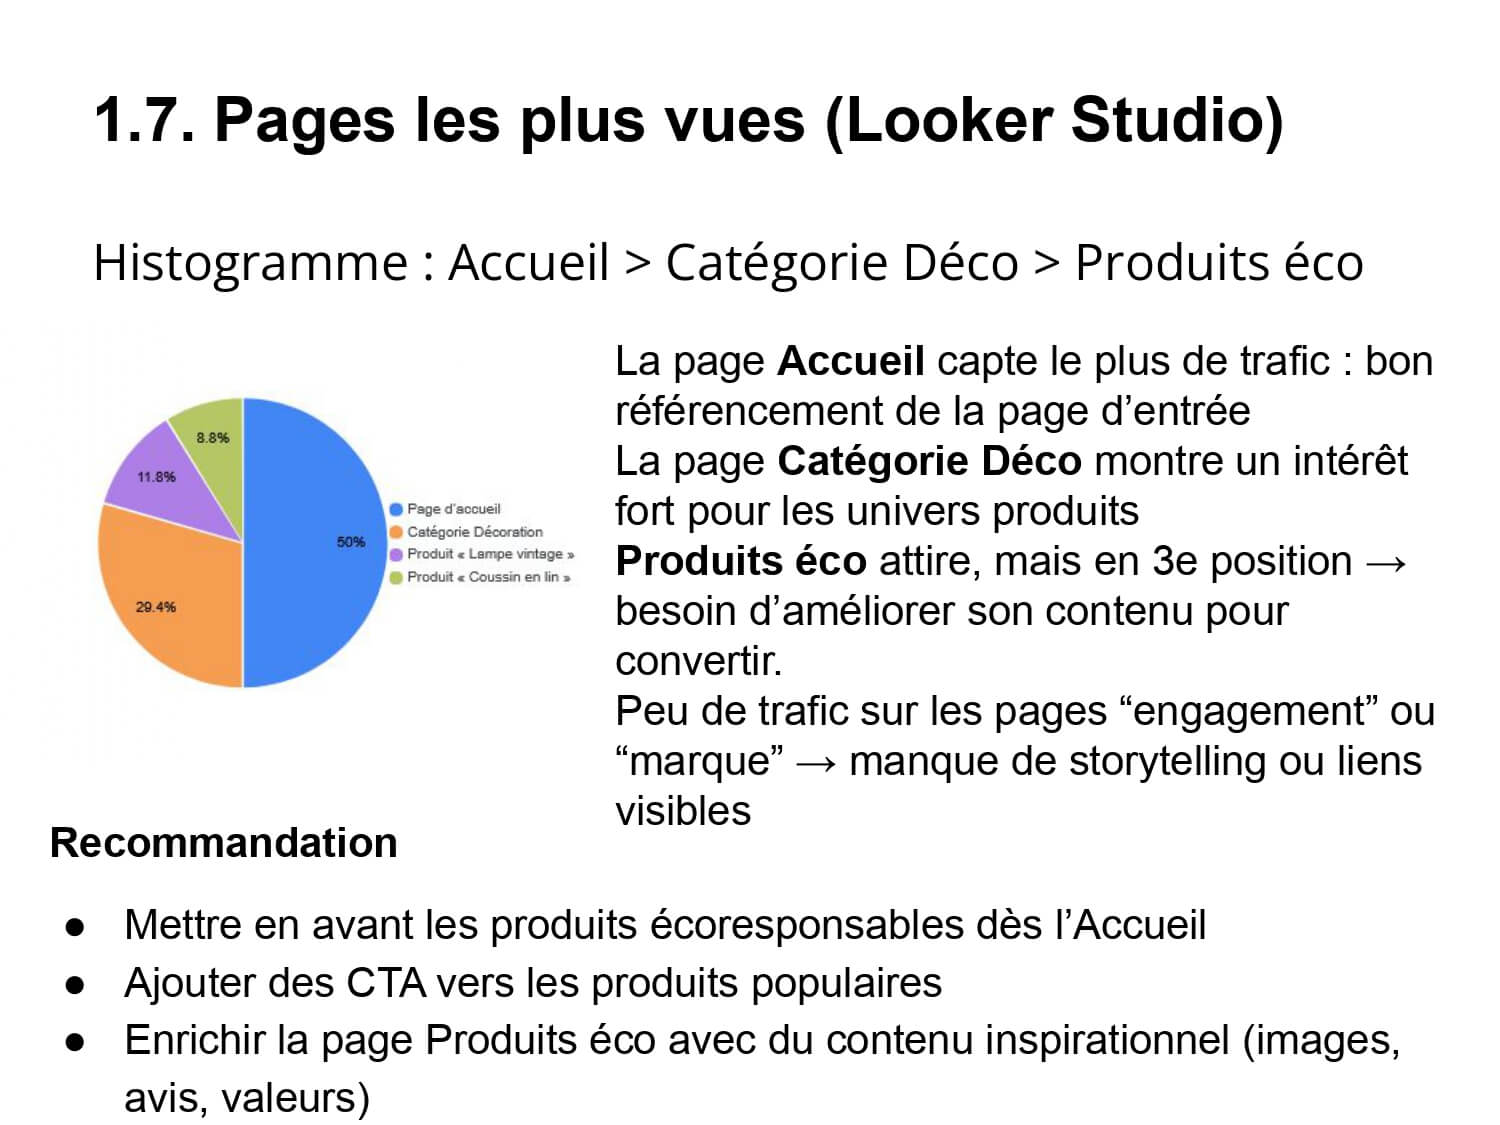 1.7. Pages les plus vues (Looker Studio)
Histogramme : Accueil > Catégorie Déco > Produits éco
8.8%
11.8%
50%
29.4%
Page d'accueil
Catégorie Décoration
Produit « Lampe vintage »
Produit « Coussin en lin »
La page Accueil capte le plus de trafic : bon
référencement de la page d’entrée
La page Catégorie Déco montre un intérêt
fort pour les univers produits
Produits éco attire, mais en 3e position →
besoin d’améliorer son contenu pour
convertir.
Peu de trafic sur les pages “engagement” ou
“marque” → manque de storytelling ou liens
visibles
Recommandation
● Mettre en avant les produits écoresponsables dès l’Accueil
● Ajouter des CTA vers les produits populaires
● Enrichir la page Produits éco avec du contenu inspirationnel (images,
avis, valeurs)